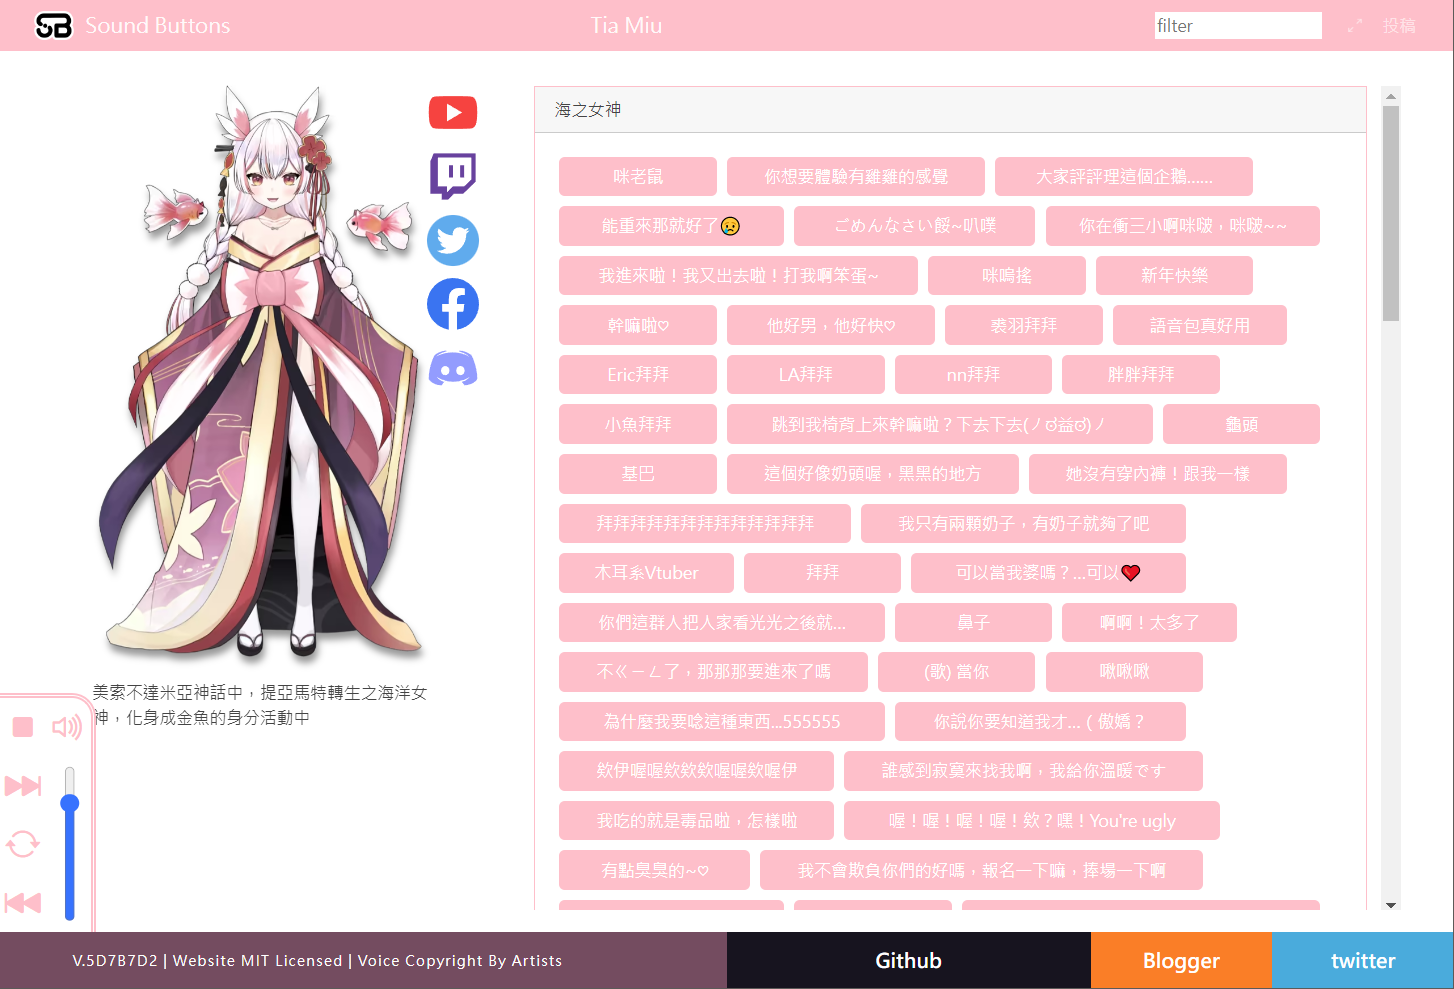 SB Sound Buttons
Tia Miu
filter
投稿
海之女神
咪老鼠
你想要體驗有雞雞的感覺
大家評評理這個企鵝......
能重來那就好了😥
ごめんなさい餒~叭噗
你在衝三小啊咪啵，咪啵~~
我進來啦！我又出去啦！打我啊笨蛋~
咪嗚搖
新年快樂
幹嘛啦♡
他好男，他好快♡
裘羽拜拜
語音包真好用
Eric拜拜
LA拜拜
nn拜拜
胖胖拜拜
小魚拜拜
跳到我椅背上來幹嘛啦？下去下去(ノಠ益ಠ)ノ
龜頭
基巴
這個好像奶頭喔，黑黑的地方
她沒有穿內褲！跟我一樣
拜拜拜拜拜拜拜拜拜拜拜拜拜
我只有兩顆奶子，有奶子就夠了吧
木耳系Vtuber
拜拜
可以當我婆嗎？...可以❤
你們這群人把人家看光光之後就...
鼻子
啊啊！太多了
不ㄍㄧㄥ了，那那那要進來了嗎
(歌) 當你
啾啾啾
為什麼我要唸這種東西...555555
你說你要知道我才...（傲嬌？
欸伊喔喔欸欸欸喔喔欸喔伊
誰感到寂寞來找我啊，我給你溫暖です
我吃的就是毒品啦，怎樣啦
喔！喔！喔！喔！欸？嘿！You're ugly
有點臭臭的~♡
我不會欺負你們的好嗎，報名一下嘛，捧場一下啊
美索不達米亞神話中，提亞馬特轉生之海洋女
神，化身成金魚的身分活動中
V.5D7B7D2 | Website MIT Licensed | Voice Copyright By Artists
Github
Blogger
twitter